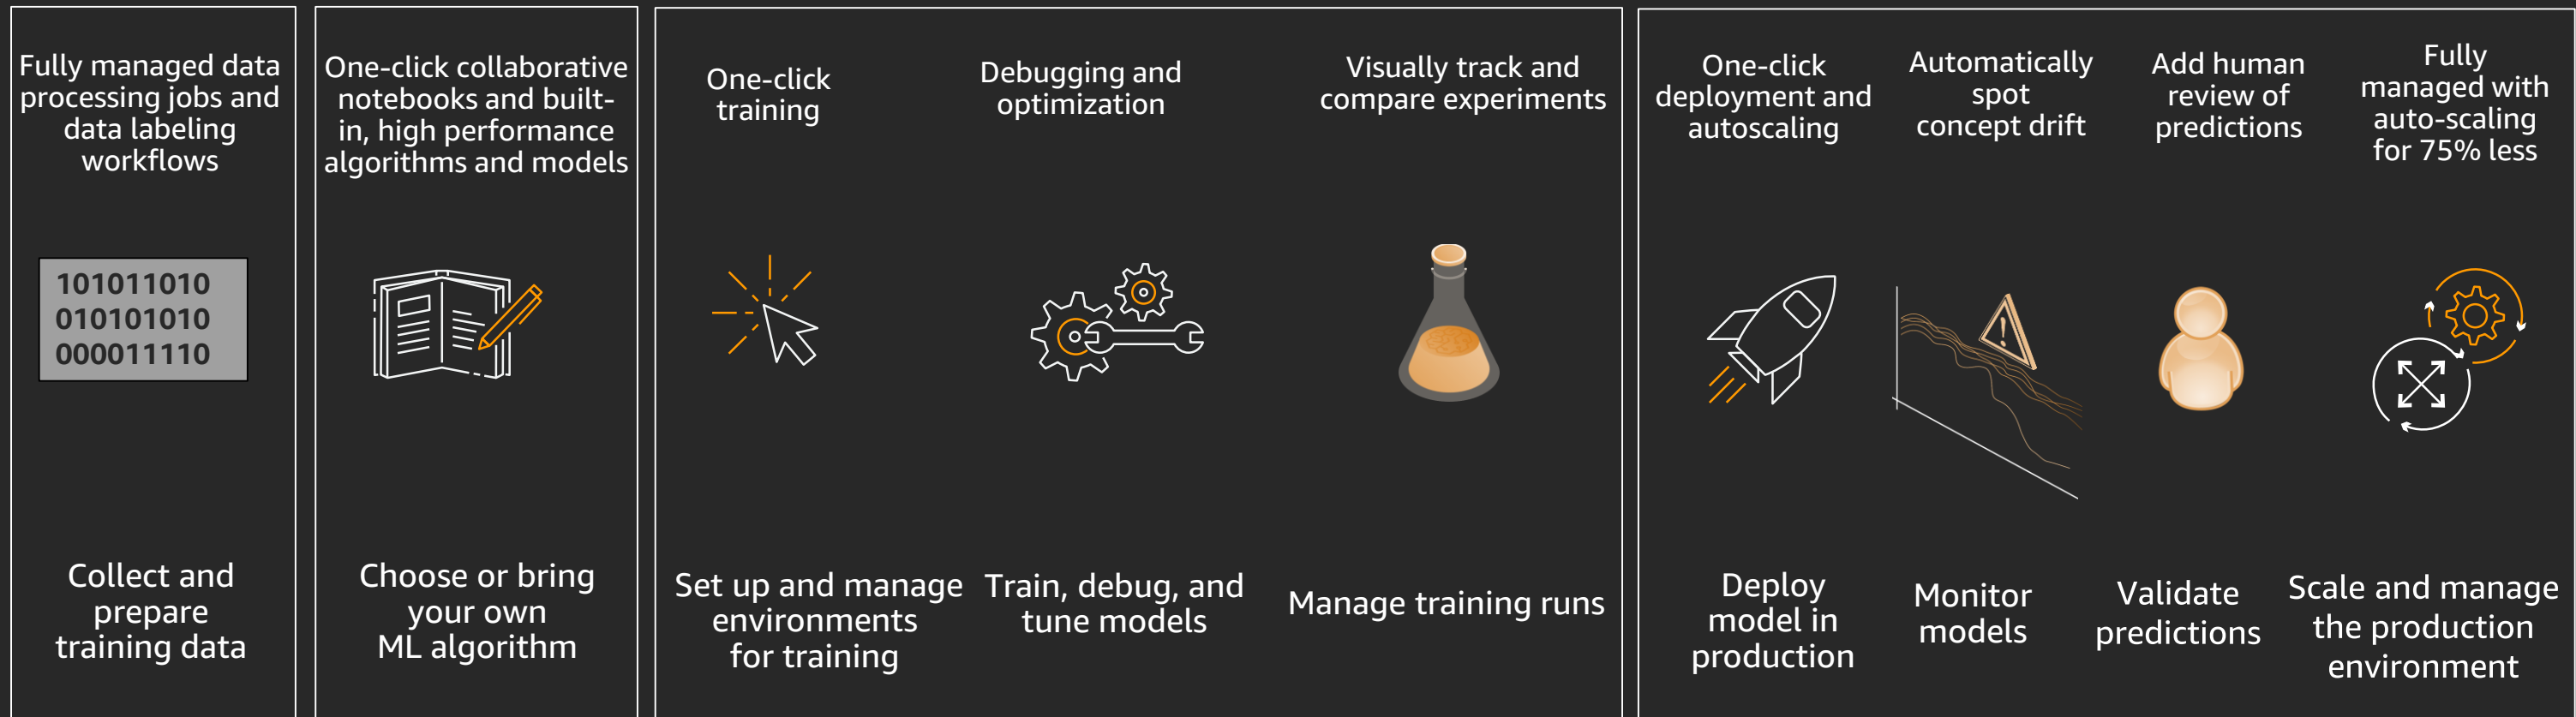 Fully managed data
processing jobs and
data labeling
workflows
101011010
010101010
000011110
Collect and
prepare
training data
One-click collaborative
notebooks and built-
in, high performance
algorithms and models
Choose or bring
your own
ML algorithm
One-click
training
Set up and manage
environments
for training
Debugging and
optimization
Train, debug, and
tune models
Visually track and
compare experiments
Manage training runs
One-click
deployment and
autoscaling
Deploy
model in
production
Automatically
spot
concept drift
!
Monitor
models
Add human
review of
predictions
Validate
predictions
Fully
managed with
auto-scaling
for 75% less
Scale and manage
the production
environment